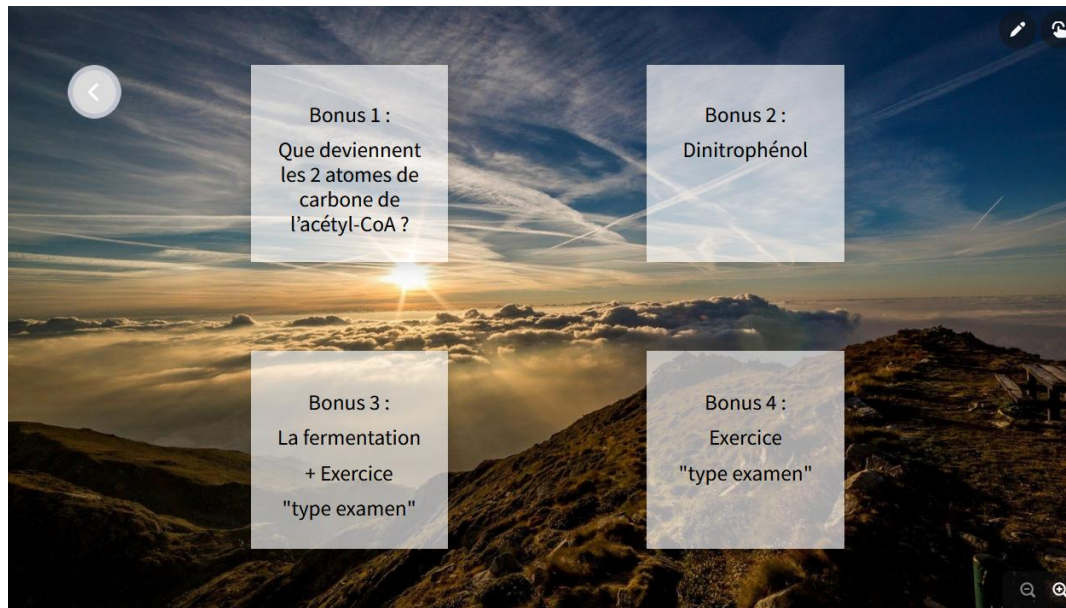 Bonus 1 :
Que deviennent
les 2 atomes de
carbone de
l'acétyl-CoA ?
Bonus 2 :
Dinitrophénol
Bonus 3 :
La fermentation
+ Exercice
"type examen"
Bonus 4 :
Exercice
"type examen"